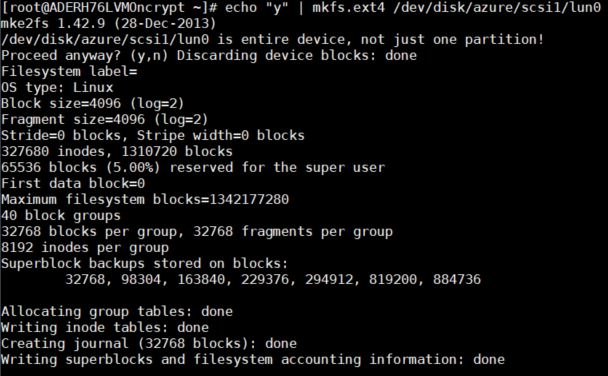 [root@ADERH76LVMOncrypt ~]# echo "y" | mkfs.ext4 /dev/disk/azure/scsi1/lun0
mke2fs 1.42.9 (28-Dec-2013)
/dev/disk/azure/scsi1/lun0 is entire device, not just one partition!
Proceed anyway? (y,n) Discarding device blocks: done
Filesystem label=
OS type: Linux
Block size=4096 (log=2)
Fragment size=4096 (log=2)
Stride=0 blocks, Stripe width=0 blocks
327680 inodes, 1310720 blocks
65536 blocks (5.00%) reserved for the super user
First data block=0
Maximum filesystem blocks=1342177280
40 block groups
32768 blocks per group, 32768 fragments per group
8192 inodes per group
Superblock backups stored on blocks:
        32768, 98304, 163840, 229376, 294912, 819200, 884736

Allocating group tables: done
Writing inode tables: done
Creating journal (32768 blocks): done
Writing superblocks and filesystem accounting information: done